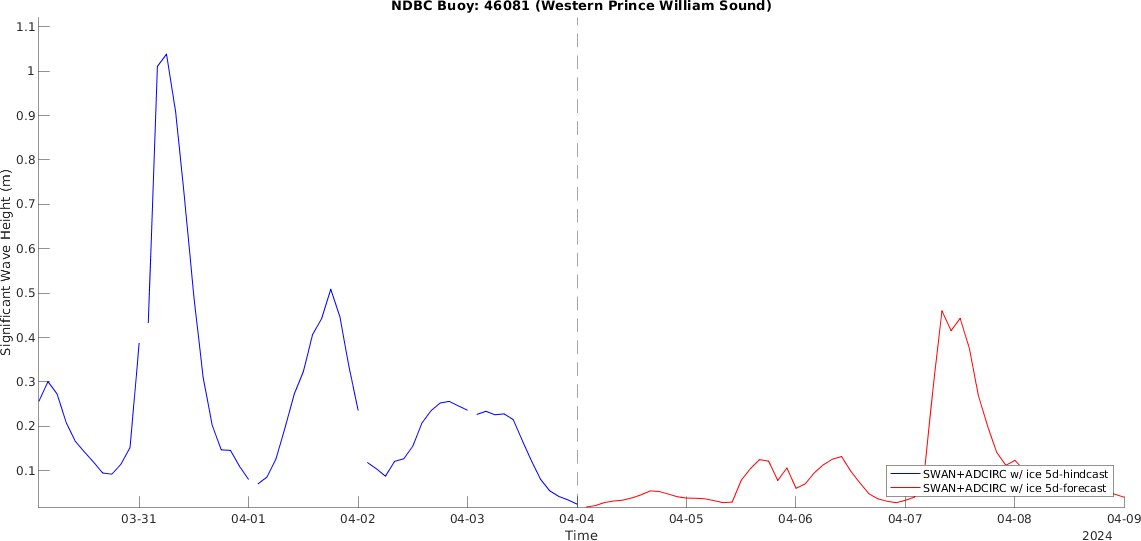 NDBC Buoy: 46081 (Western Prince William Sound)
1.1
1
0.9
0.8
0.7
0.6
0.5
0.4
0.3
0.2
0.1
Significant Wave Height (m)
SWAN+ADCIRC w/ ice 5d-hindcast
SWAN+ADCIRC w/ ice 5d-forecast
03-31 04-01 04-02 04-03 04-04 04-05 04-06 04-07 04-08 04-09
Time
2024